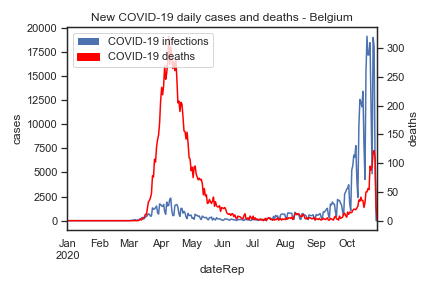 New COVID-19 daily cases and deaths - Belgium
COVID-19 infections
COVID-19 deaths
20000
17500
15000
12500
10000
7500
5000
2500
0
cases
300
250
200
150
100
50
0
deaths
Jan Feb Mar Apr May Jun Jul Aug Sep Oct
2020
dateRep